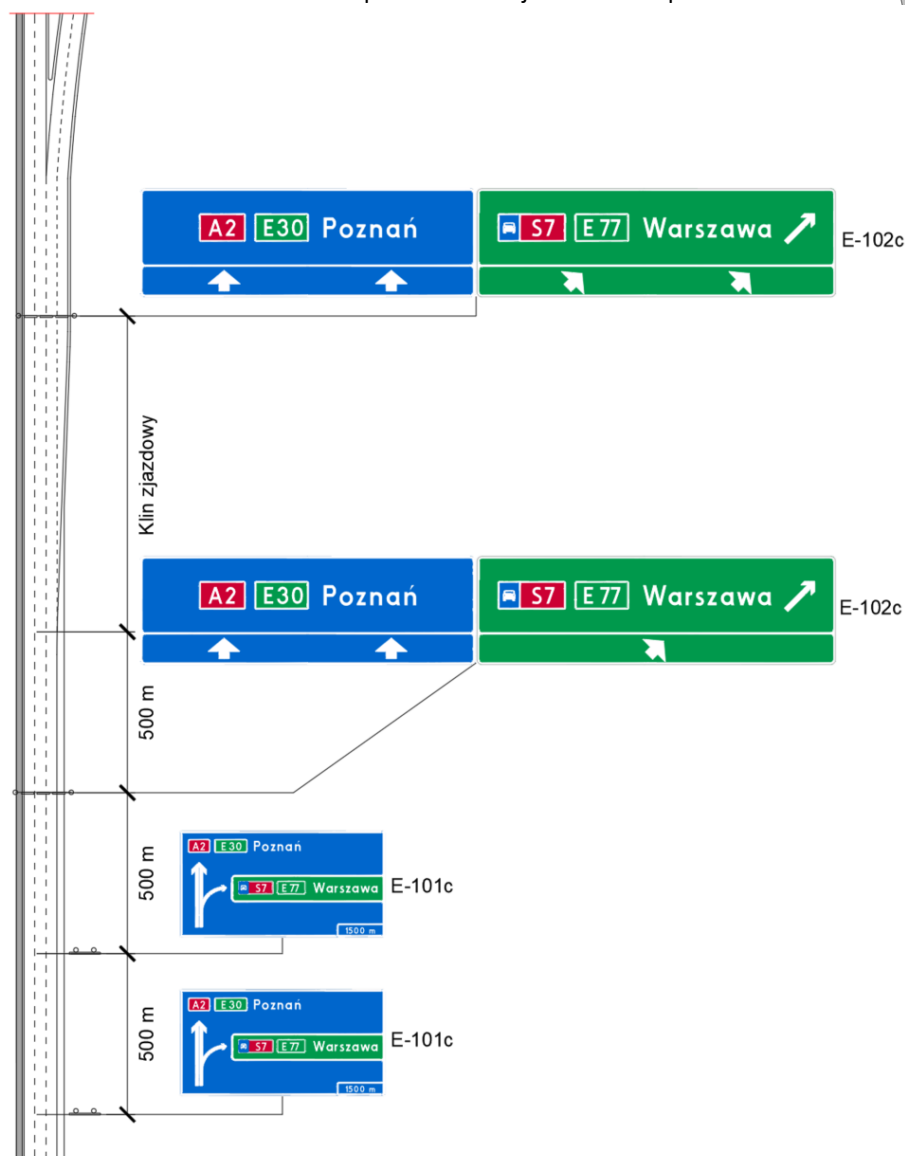 A2 E30 Poznań
S7 E77 Warszawa
E-102c
Klin zjazdowy
A2 E30 Poznań
S7 E77 Warszawa
E-102c
500 m
500 m
A2 E30 Poznań
S7 E77 Warszawa
1500 m
E-101c
500 m
A2 E30 Poznań
S7 E77 Warszawa
1500 m
E-101c